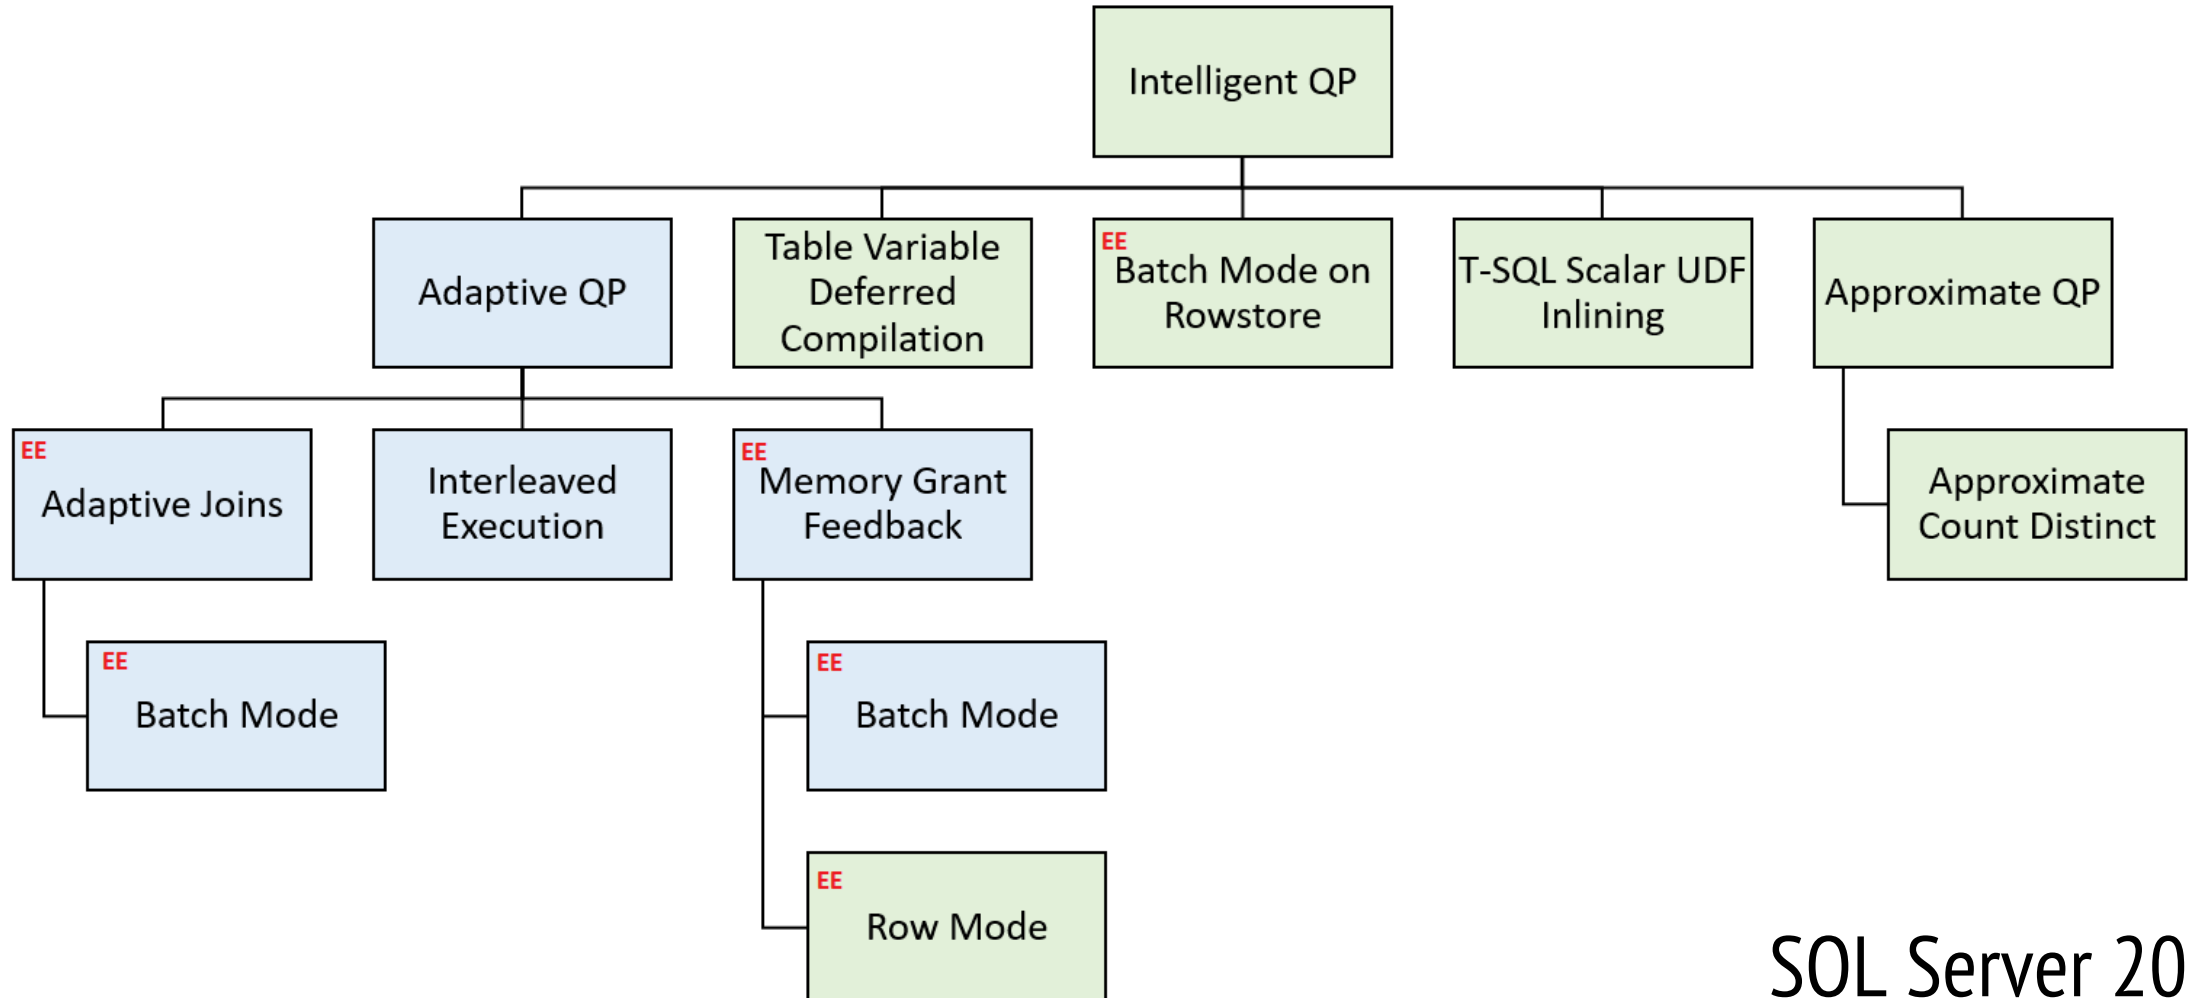 Intelligent QP
Adaptive QP
Table Variable
Deferred
Compilation
EE
Batch Mode on
Rowstore
T-SQL Scalar UDF
Inlining
Approximate QP
EE
Adaptive Joins
Interleaved
Execution
EE
Memory Grant
Feedback
Approximate
Count Distinct
EE
Batch Mode
EE
Batch Mode
EE
Row Mode
SQL Server 20